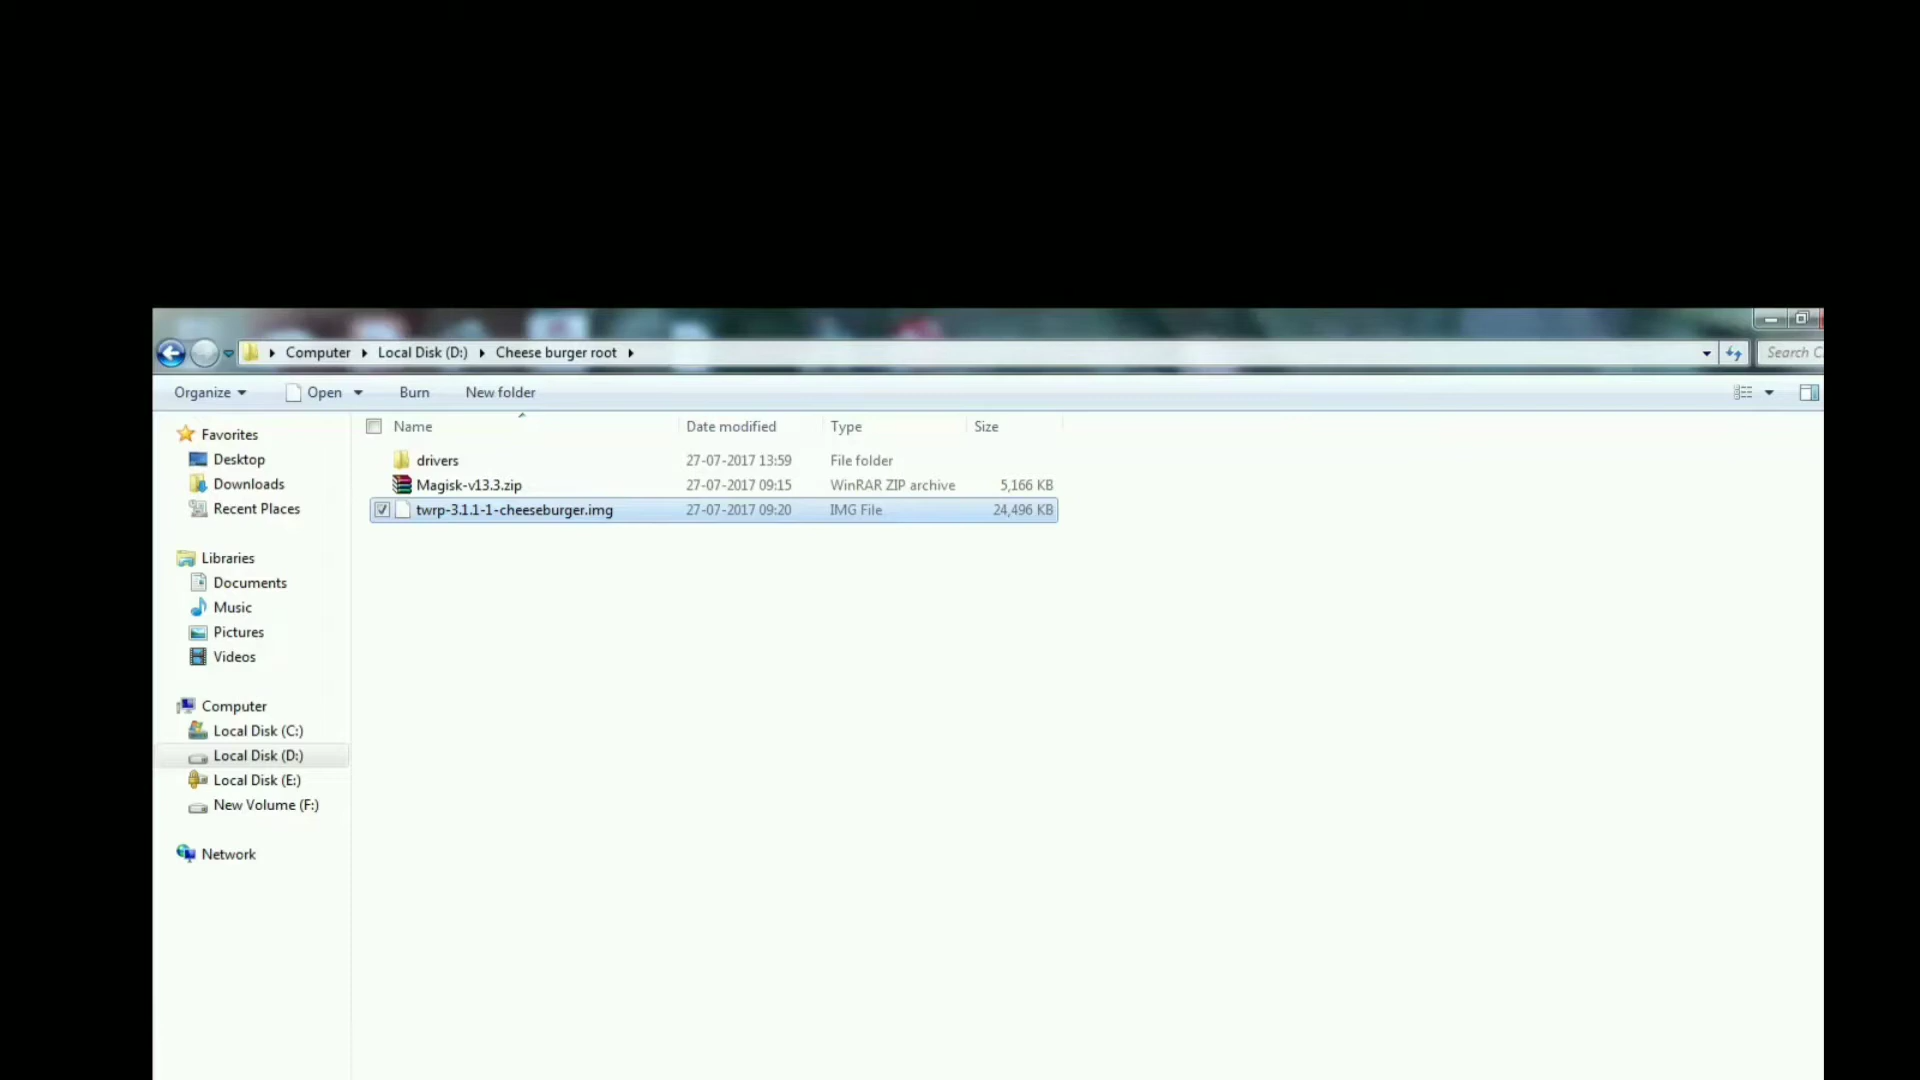 Computer Local Disk (D:) Cheese burger root
Search C
Organize Open Burn New folder
Name Date modified Type Size
drivers 27-07-2017 13:59 File folder
Magisk-v13.3.zip 27-07-2017 09:15 WinRAR ZIP archive 5,166 KB
twrp-3.1.1-1-cheeseburger.img 27-07-2017 09:20 IMG File 24,496 KB
Favorites
Desktop
Downloads
Recent Places
Libraries
Documents
Music
Pictures
Videos
Computer
Local Disk (C:)
Local Disk (D:)
Local Disk (E:)
New Volume (F:)
Network